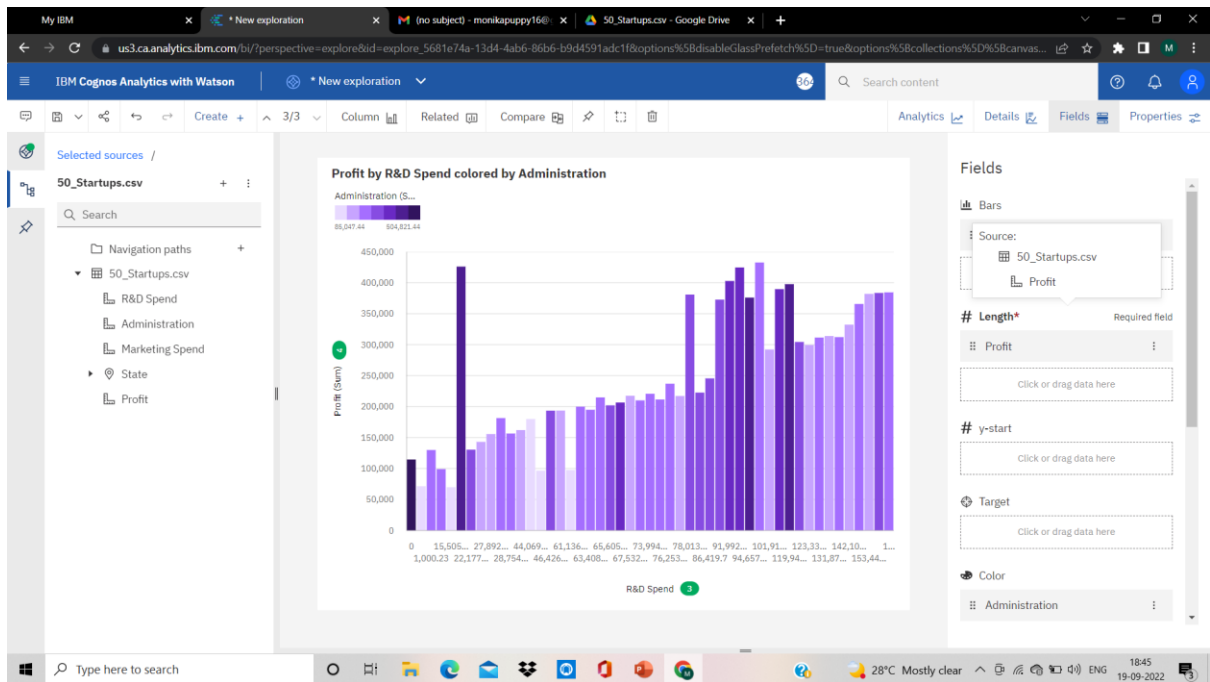 My IBM
* New exploration
(no subject) - monikapuppy16@
50_Startups.csv - Google Drive
us3.ca.analytics.ibm.com/bi/?perspective=explore&id=explore_5681e74a-13d4-4ab6-86b6-b9d4591adc1f&options%5BdisableGlassPrefetch%5D=true&options%5Bcollections%5D%5Bcanvas...
M
IBM Cognos Analytics with Watson
* New exploration
364
Search content
Create +
3/3
Column
Related
Compare
Analytics
Details
Fields
Properties
Selected sources /
50_Startups.csv
Search
Navigation paths
50_Startups.csv
R&D Spend
Administration
Marketing Spend
State
Profit
Profit by R&D Spend colored by Administration
Administration (S...
504,821.44
450,000
400,000
350,000
300,000
250,000
200,000
150,000
100,000
50,000
0
Profit (Sum)
0 15,505... 27,892... 44,069... 61,136... 65,605... 73,994... 78,013... 91,992... 101,91... 123,33... 142,10... 1...
1,000.23 22,177... 28,754... 46,426... 63,408... 67,532... 76,253... 86,419.7 94,657... 119,94... 131,87... 153,44...
R&D Spend 3
Fields
Bars
Source:
50_Startups.csv
Profit
# Length*
Required field
Profit
Click or drag data here
# y-start
Click or drag data here
Target
Click or drag data here
Color
Administration
Type here to search
28°C Mostly clear
ENG
18:45
19-09-2022
3